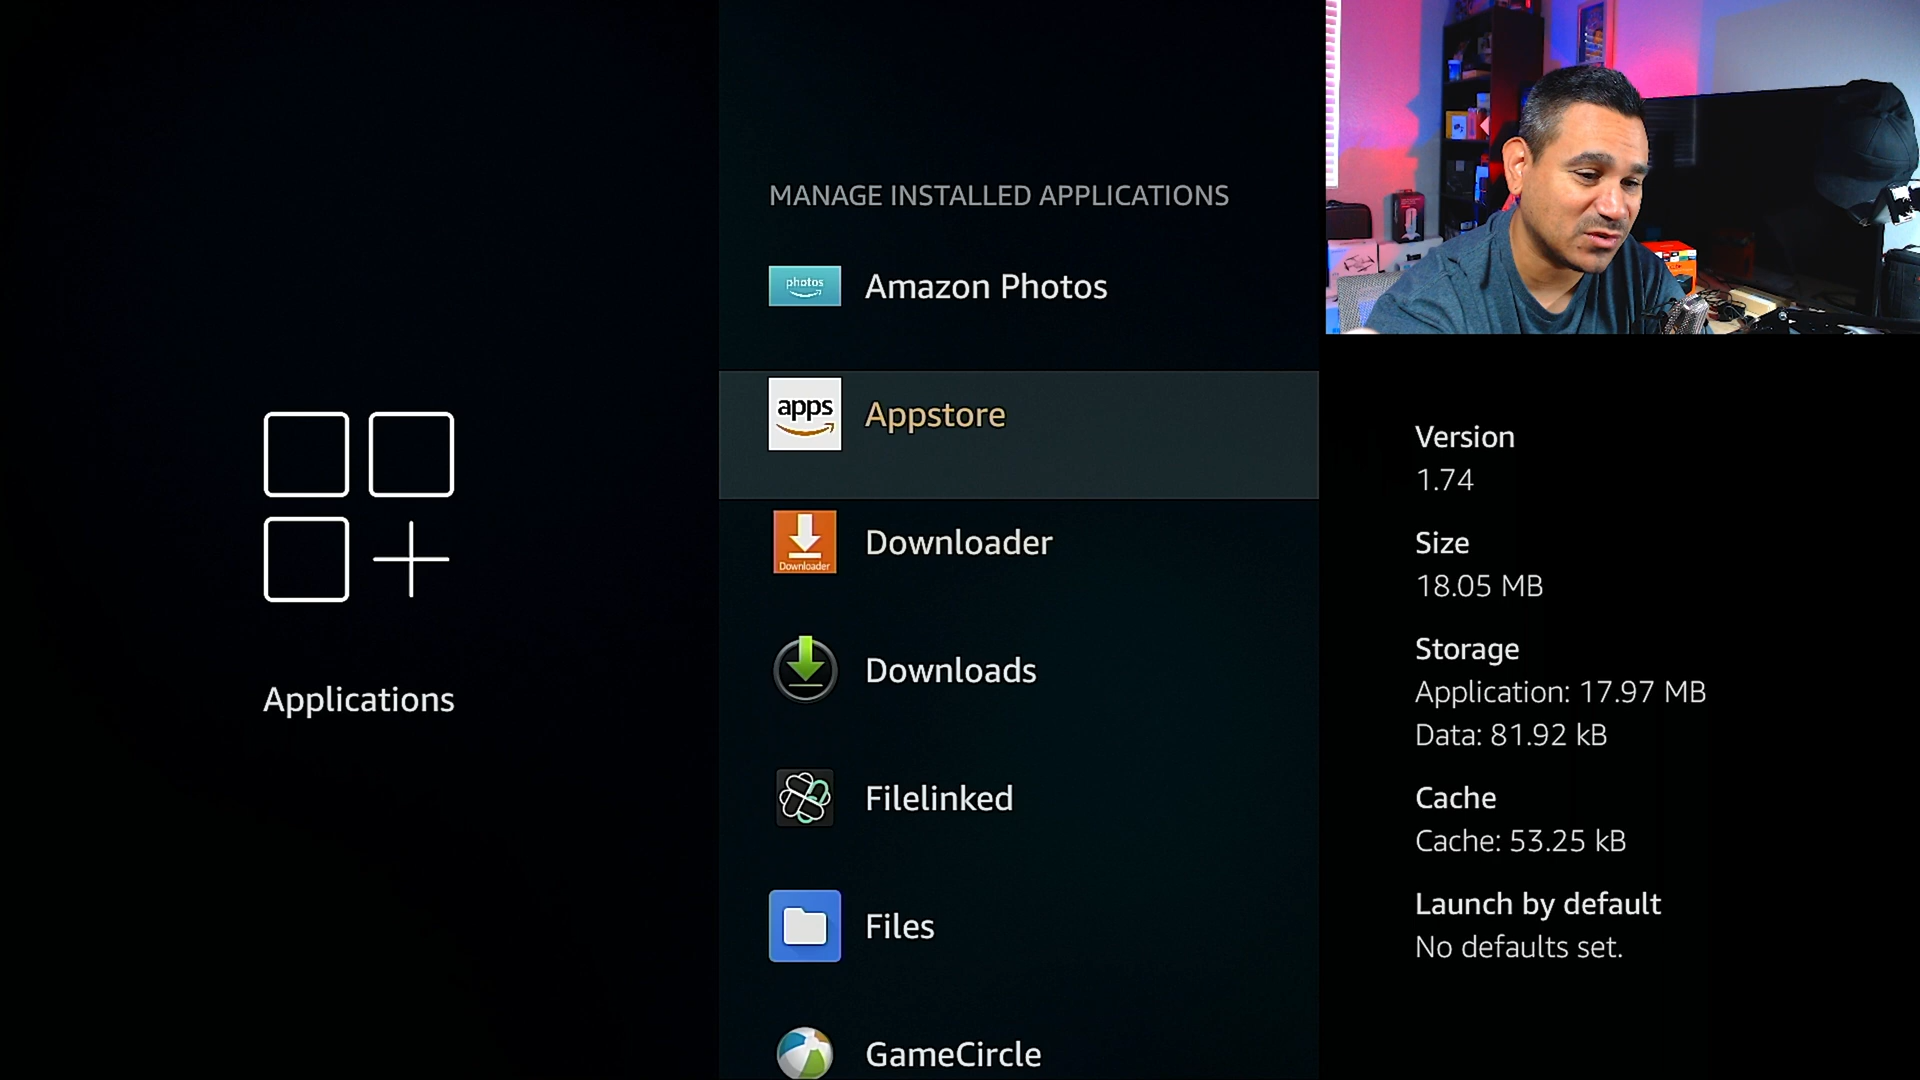 MANAGE INSTALLED APPLICATIONS
photos
Amazon Photos
apps
Appstore
Downloader
Downloader
Downloads
Filelinked
Files
GameCircle
Applications
Version
1.74
Size
18.05 MB
Storage
Application: 17.97 MB
Data: 81.92 kB
Cache
Cache: 53.25 kB
Launch by default
No defaults set.